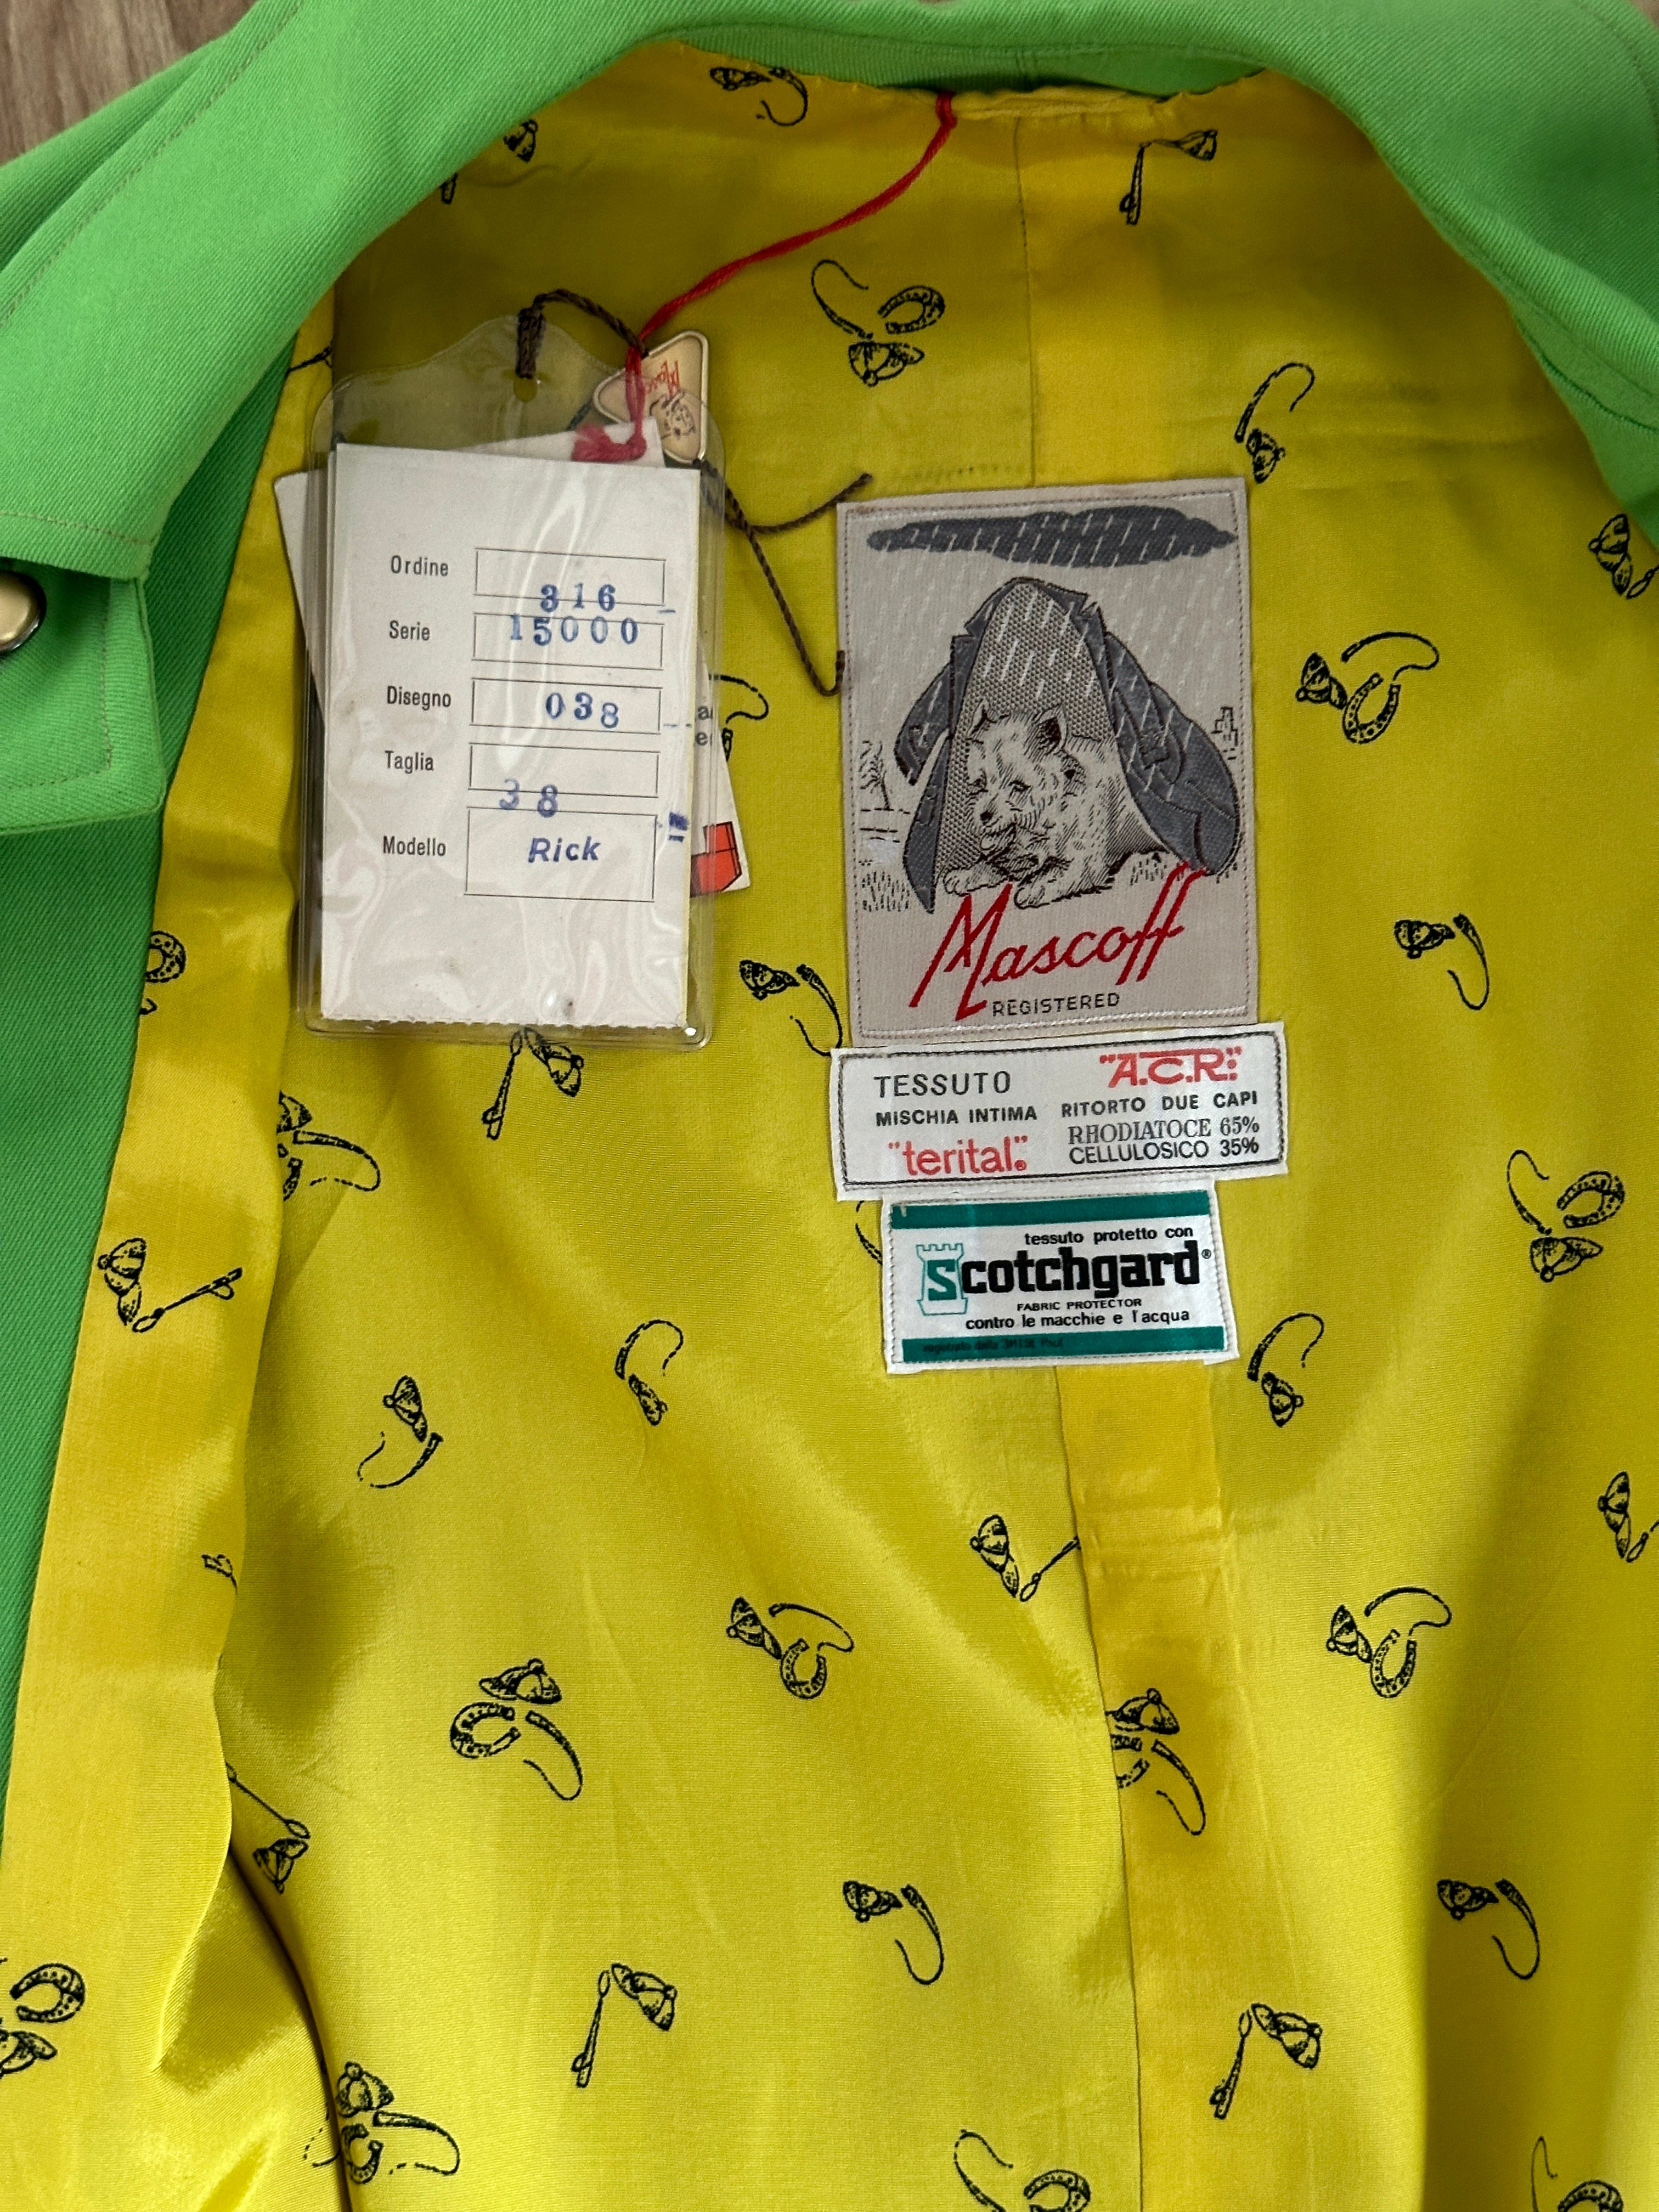 Ordine 316
Serie 15000
Disegno 038
Taglia 38
Modello Rick
Mascoff
REGISTERED
TESSUTO "A.C.R."
MISCHIA INTIMA RITORTO DUE CAPI
"terital"® RHODIATOCE 65%
CELLULOSICO 35%
tessuto protetto con
Scotchgard®
FABRIC PROTECTOR
contro le macchie e l'acqua